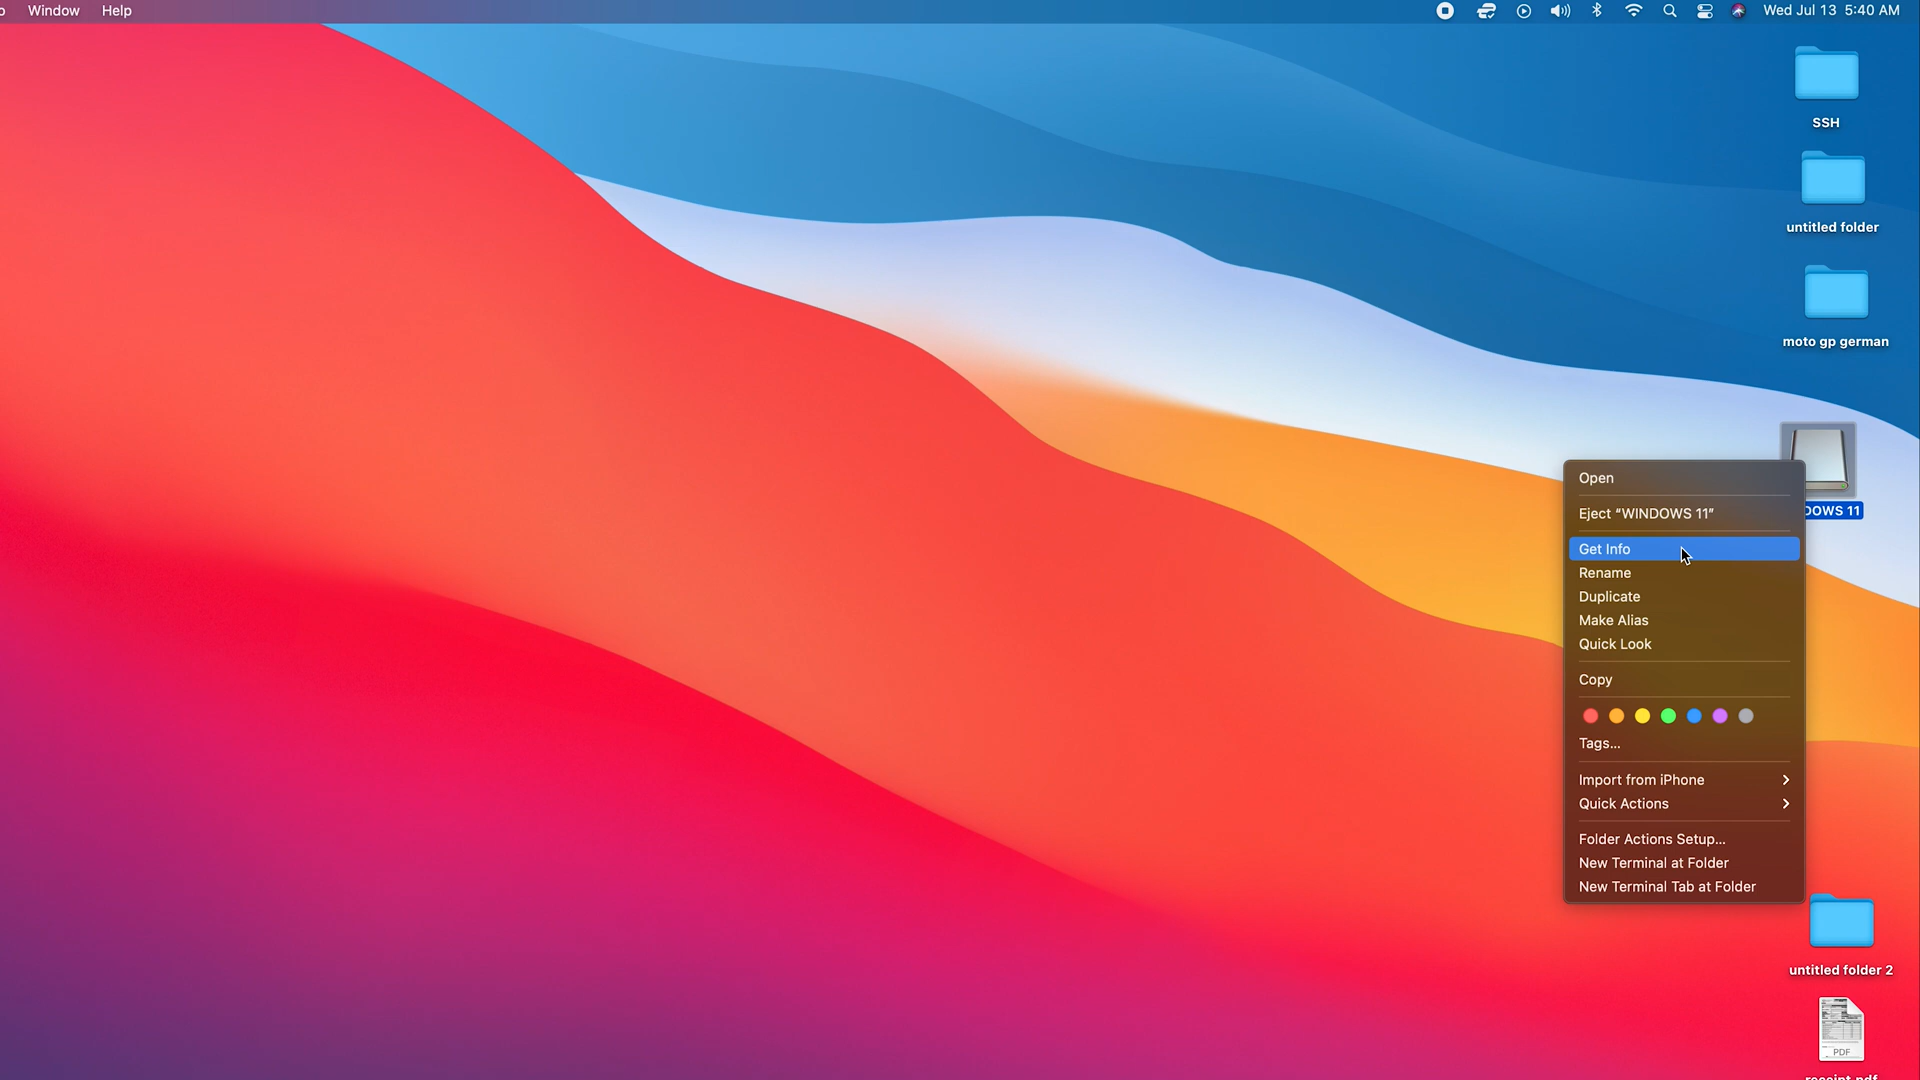 Window Help Wed Jul 13 5:40 AM
SSH
untitled folder
moto gp german
DOWS 11
Open
Eject “WINDOWS 11”
Get Info
Rename
Duplicate
Make Alias
Quick Look
Copy
Tags...
Import from iPhone
Quick Actions
Folder Actions Setup...
New Terminal at Folder
New Terminal Tab at Folder
untitled folder 2
PDF